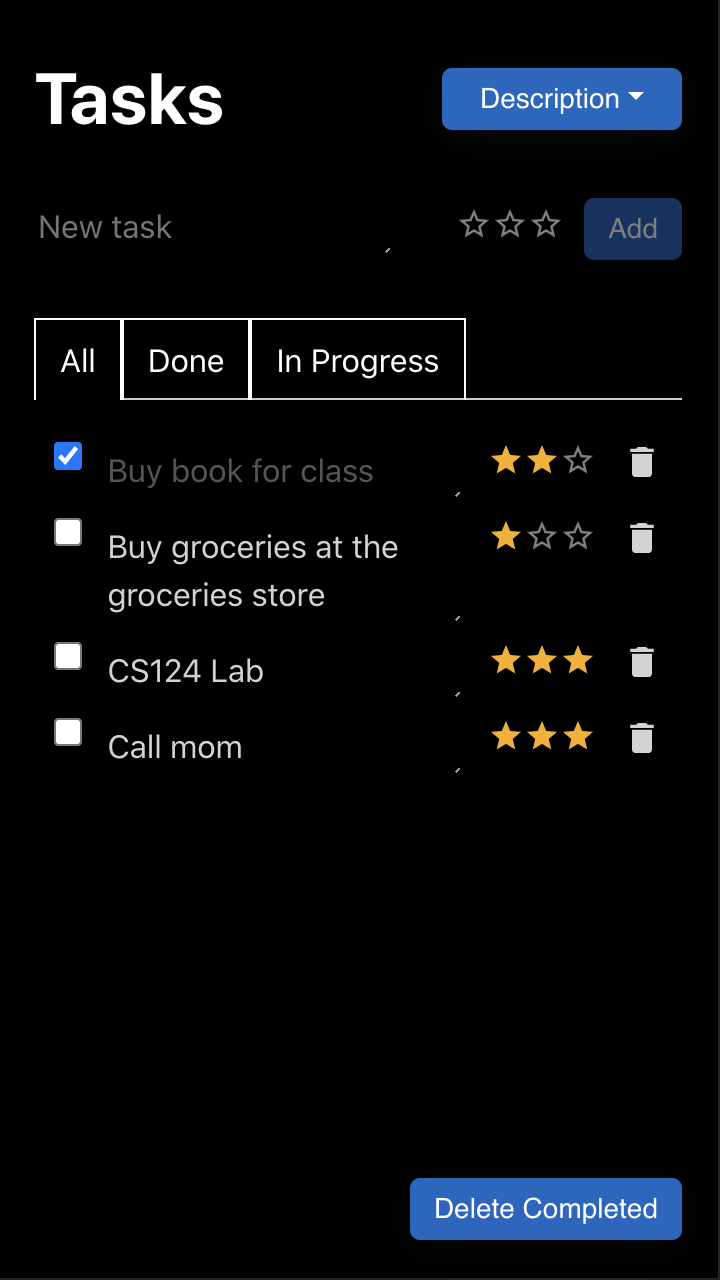 Tasks
Description
New task
Add
All
Done
In Progress
Buy book for class
Buy groceries at the
groceries store
CS124 Lab
Call mom
Delete Completed